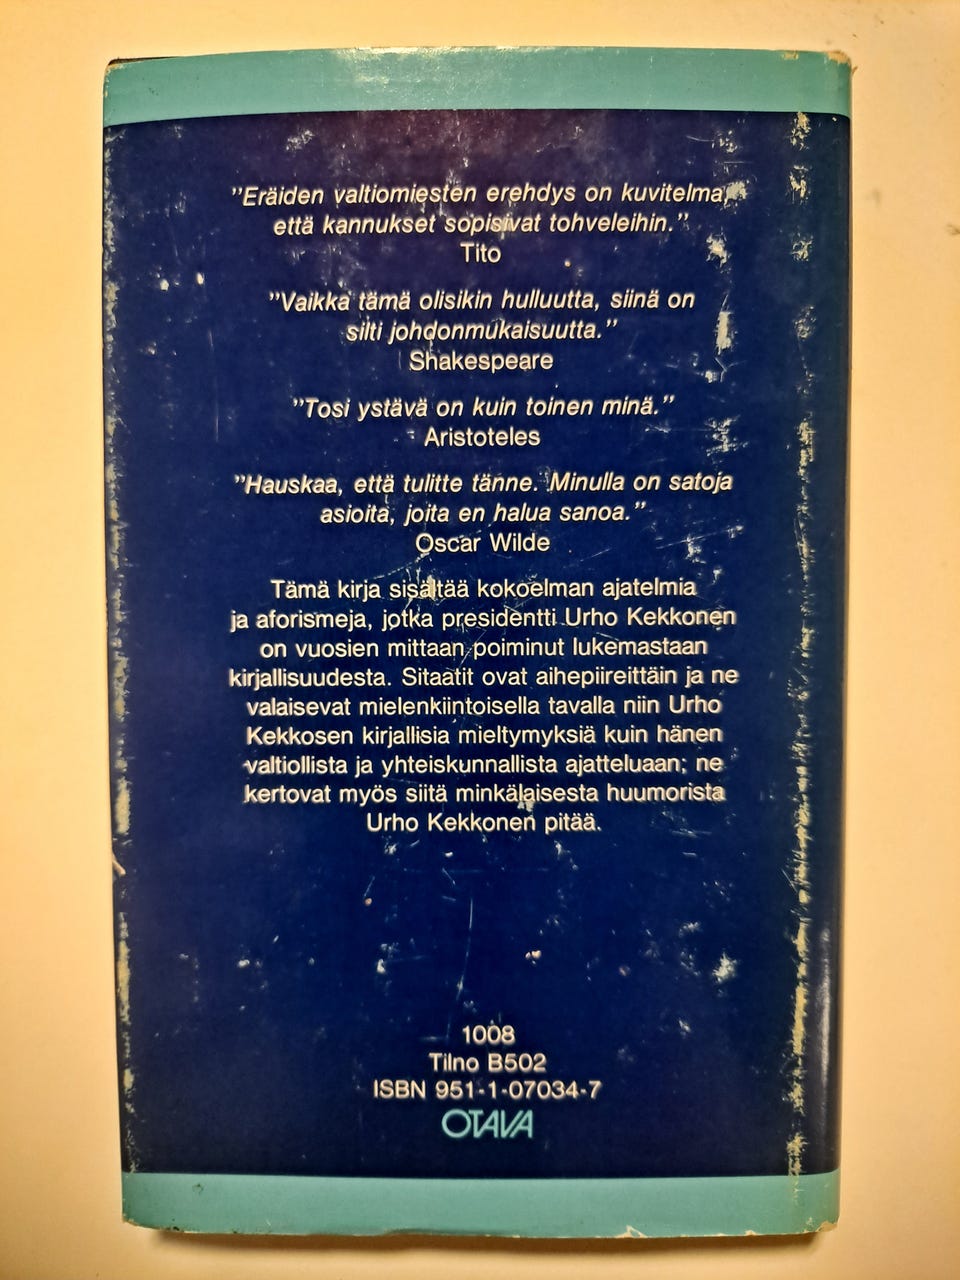 ”Eräiden valtiomiesten erehdys on kuvitelma,
että kannukset sopisivat tohveleihin.”
Tito
”Vaikka tämä olisikin hulluutta, siinä on
silti johdonmukaisuutta.”
Shakespeare
”Tosi ystävä on kuin toinen minä.”
Aristoteles
”Hauskaa, että tulitte tänne. Minulla on satoja
asioita, joita en halua sanoa.”
Oscar Wilde
Tämä kirja sisältää kokoelman ajatelmia
ja aforismeja, jotka presidentti Urho Kekkonen
on vuosien mittaan poiminut lukemastaan
kirjallisuudesta. Sitaatit ovat aihepiireittäin ja ne
valaisevat mielenkiintoisella tavalla niin Urho
Kekkosen kirjallisia mieltymyksiä kuin hänen
valtiollista ja yhteiskunnallista ajatteluaan; ne
kertovat myös siitä minkälaisesta huumorista
Urho Kekkonen pitää.
1008
Tilno B502
ISBN 951-1-07034-7
OTAVA